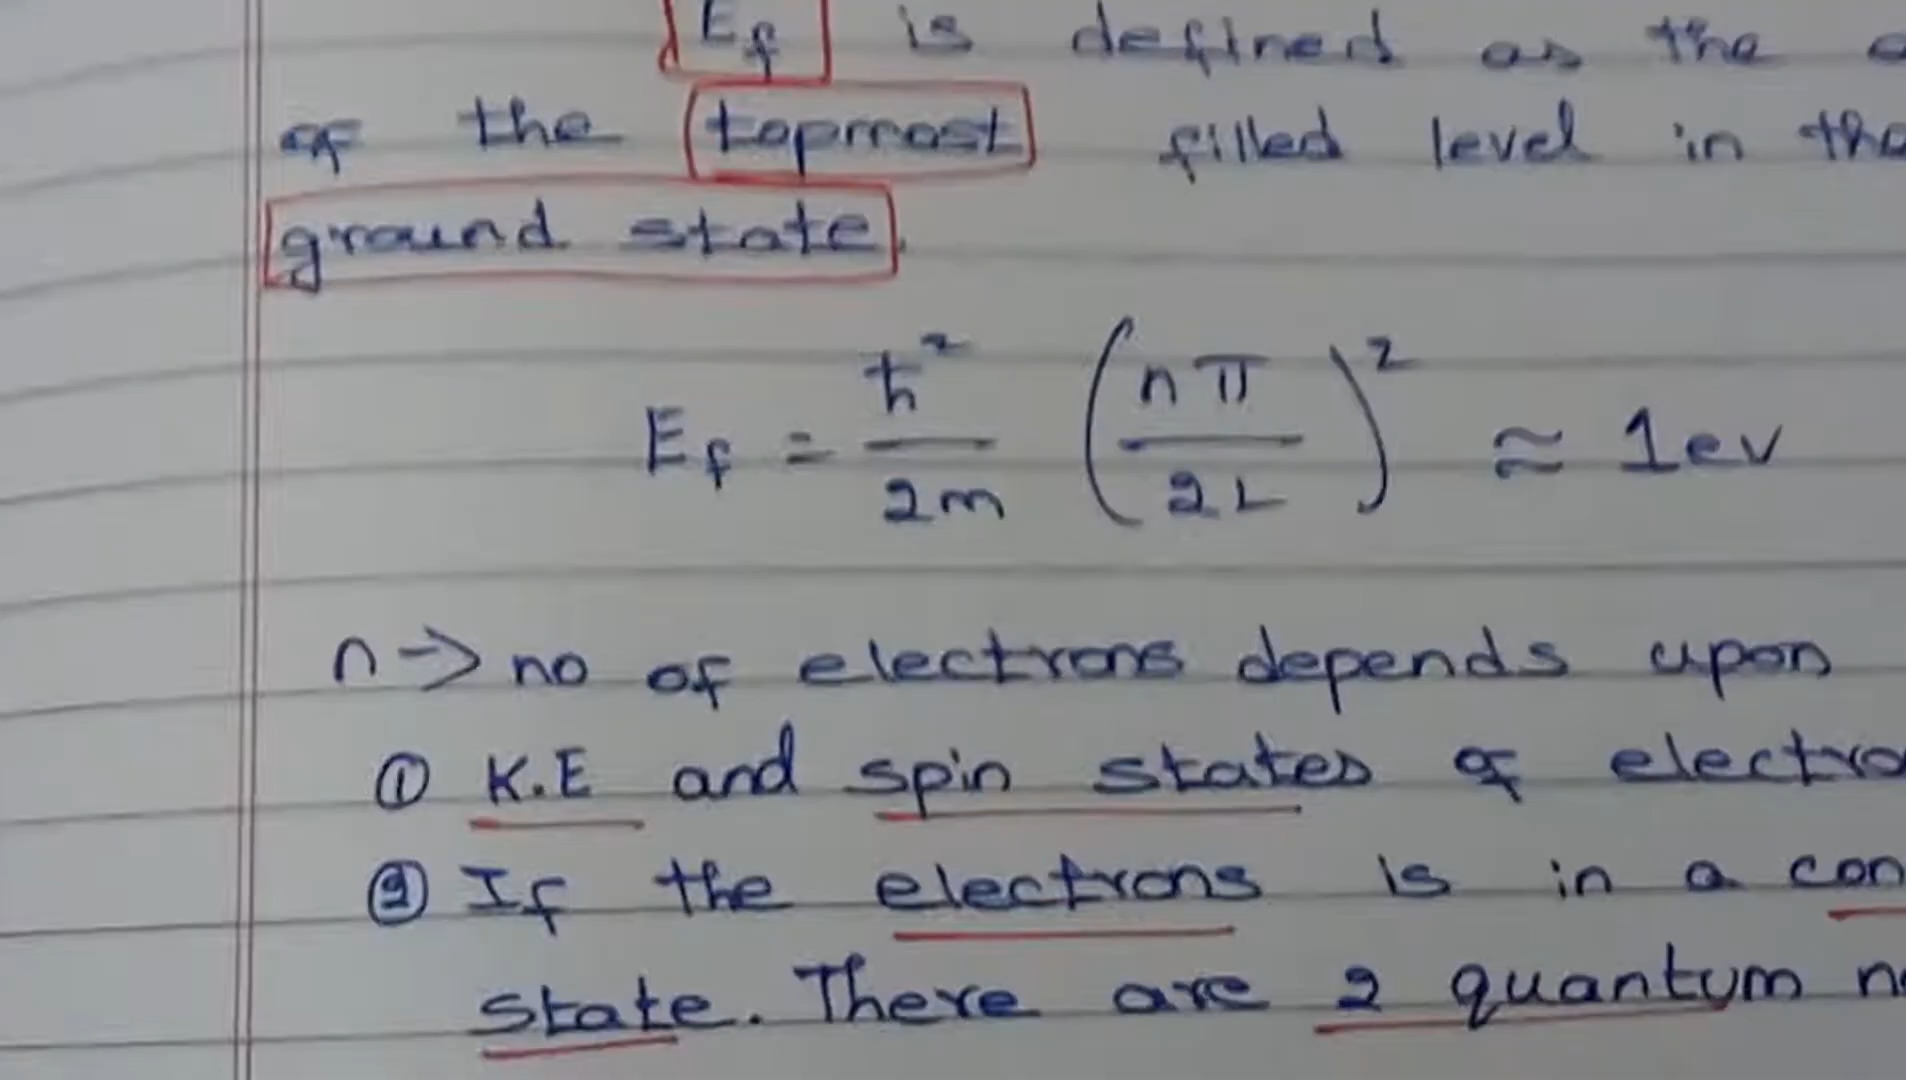 Ef is defined as the
of the topmost filled level in the
ground state.
Ef = ħ² / 2m (nπ / 2L)² ≈ 1ev
n → no of electrons depends upon
① K.E and spin states of electro
② If the electrons is in a con
state. There are 2 quantum n